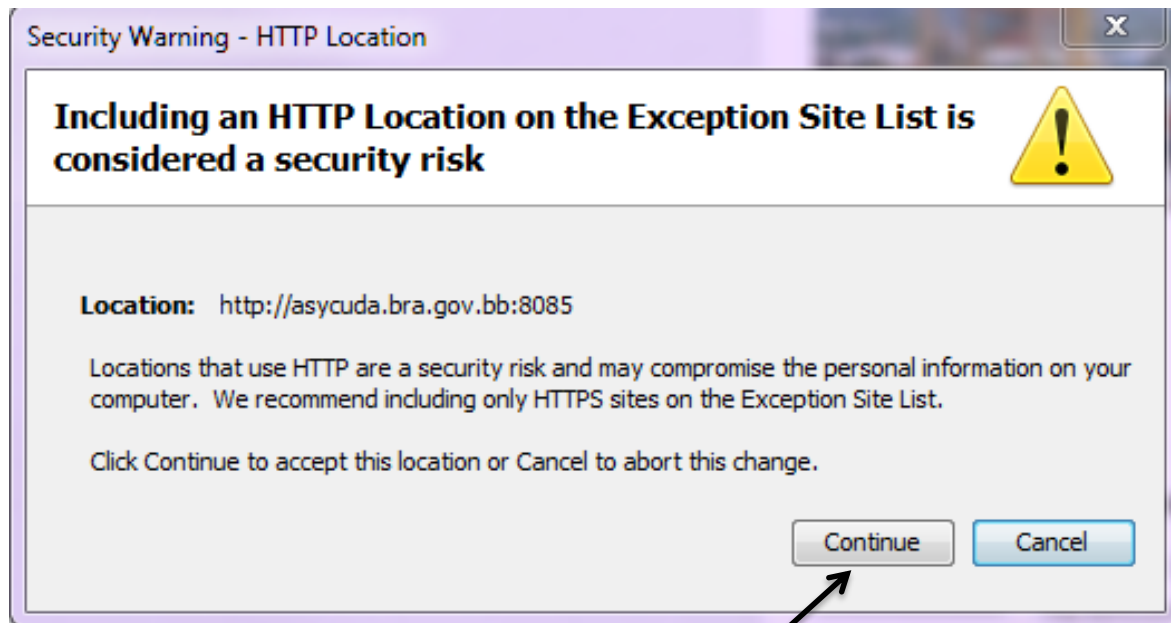 Security Warning - HTTP Location
X
Including an HTTP Location on the Exception Site List is
considered a security risk
!
Location: http://asycuda.bra.gov.bb:8085
Locations that use HTTP are a security risk and may compromise the personal information on your
computer. We recommend including only HTTPS sites on the Exception Site List.
Click Continue to accept this location or Cancel to abort this change.
Continue Cancel